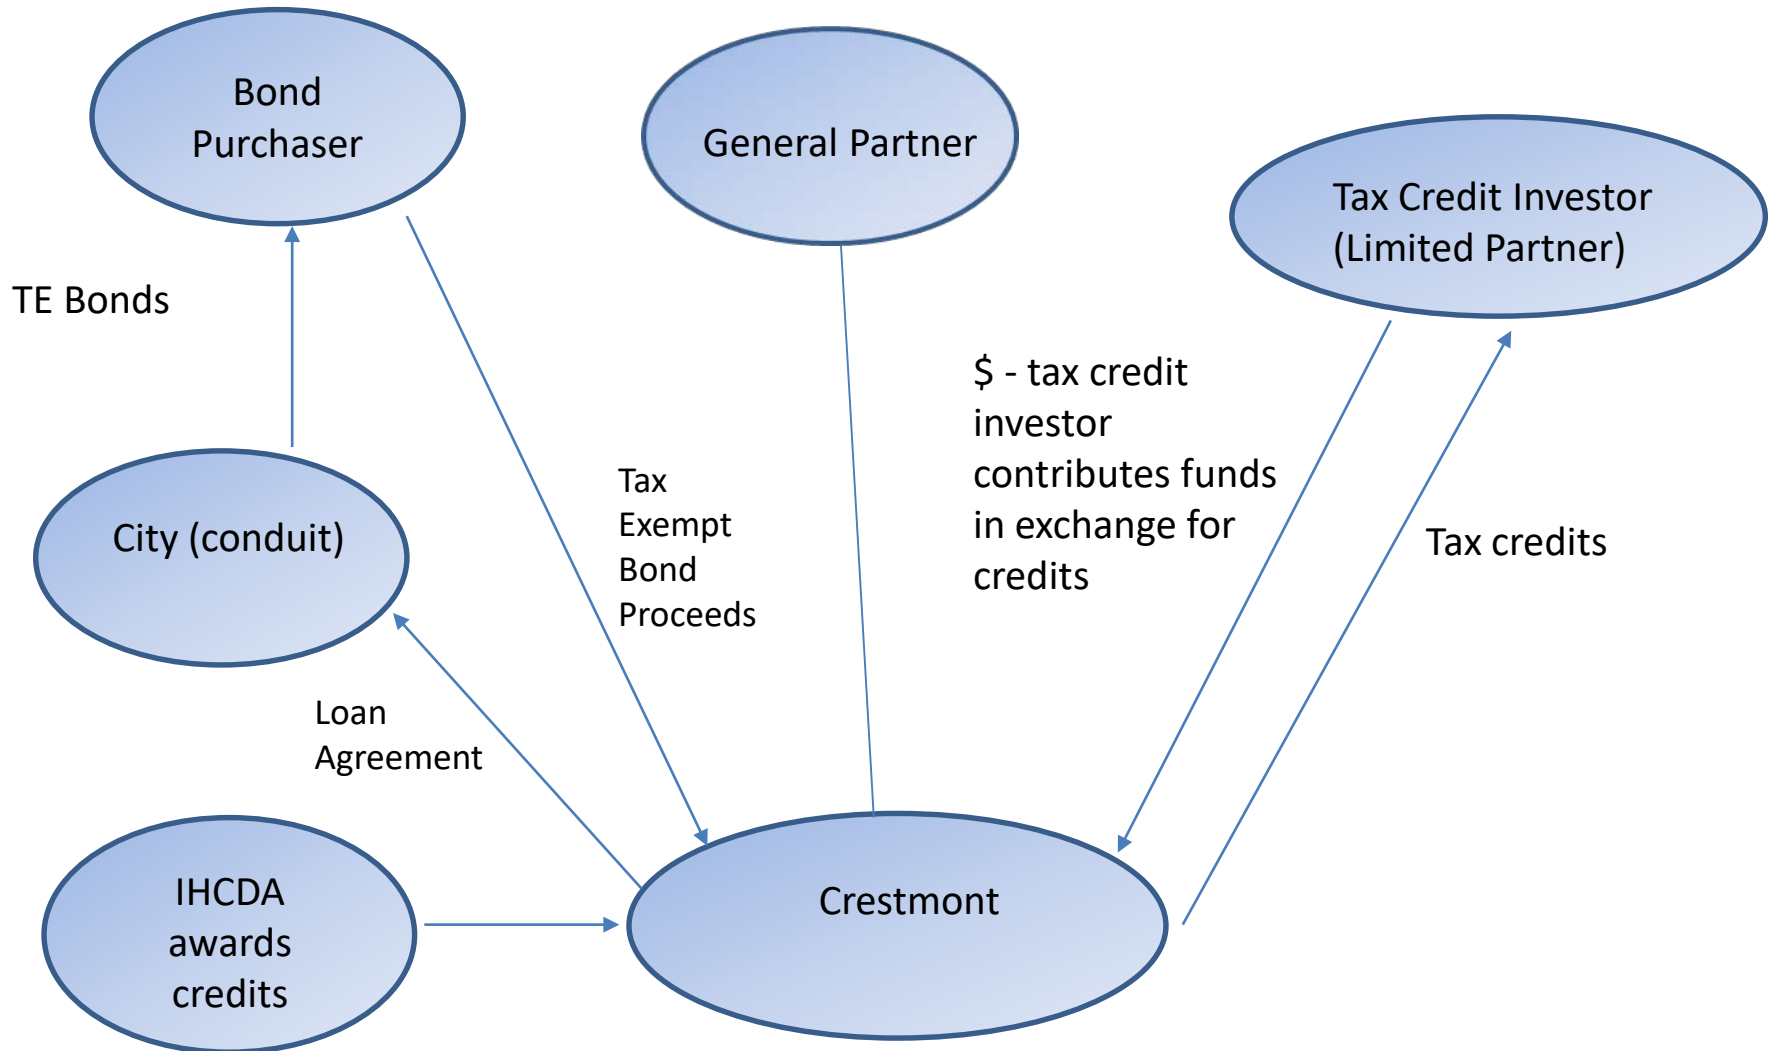 Bond
Purchaser
General Partner
Tax Credit Investor
(Limited Partner)
TE Bonds
$ - tax credit
investor
contributes funds
in exchange for
credits
Tax
Exempt
Bond
Proceeds
City (conduit)
Tax credits
Loan
Agreement
IHCDA
awards
credits
Crestmont